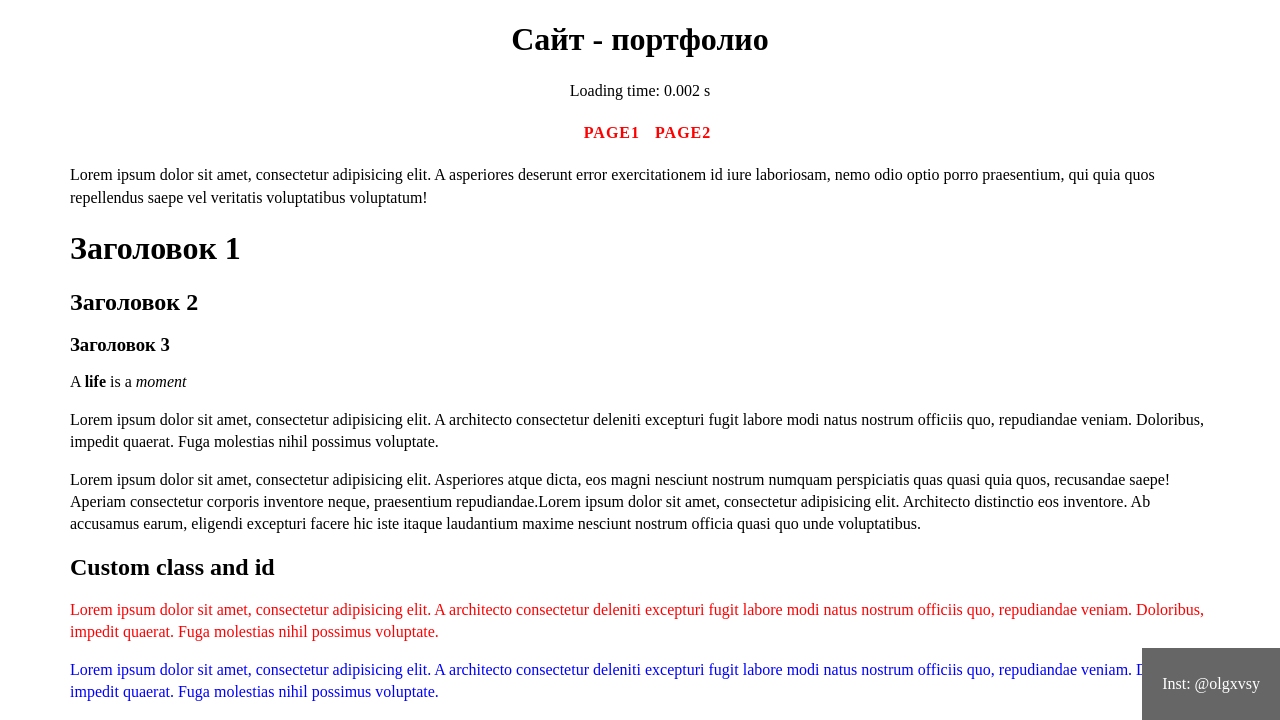 Сайт - портфолио
Loading time: 0.002 s
PAGE1 PAGE2
Lorem ipsum dolor sit amet, consectetur adipisicing elit. A asperiores deserunt error exercitationem id iure laboriosam, nemo odio optio porro praesentium, qui quia quos
repellendus saepe vel veritatis voluptatibus voluptatum!
Заголовок 1
Заголовок 2
Заголовок 3
A life is a moment
Lorem ipsum dolor sit amet, consectetur adipisicing elit. A architecto consectetur deleniti excepturi fugit labore modi natus nostrum officiis quo, repudiandae veniam. Doloribus,
impedit quaerat. Fuga molestias nihil possimus voluptate.
Lorem ipsum dolor sit amet, consectetur adipisicing elit. Asperiores atque dicta, eos magni nesciunt nostrum numquam perspiciatis quas quasi quia quos, recusandae saepe!
Aperiam consectetur corporis inventore neque, praesentium repudiandae.Lorem ipsum dolor sit amet, consectetur adipisicing elit. Architecto distinctio eos inventore. Ab
accusamus earum, eligendi excepturi facere hic iste itaque laudantium maxime nesciunt nostrum officia quasi quo unde voluptatibus.
Custom class and id
Lorem ipsum dolor sit amet, consectetur adipisicing elit. A architecto consectetur deleniti excepturi fugit labore modi natus nostrum officiis quo, repudiandae veniam. Doloribus,
impedit quaerat. Fuga molestias nihil possimus voluptate.
Lorem ipsum dolor sit amet, consectetur adipisicing elit. A architecto consectetur deleniti excepturi fugit labore modi natus nostrum officiis quo, repudiandae veniam.
impedit quaerat. Fuga molestias nihil possimus voluptate.
Inst: @olgxvsy